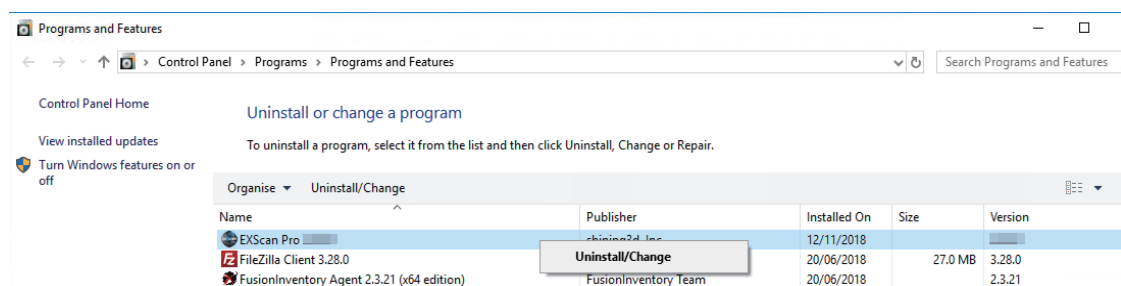 Programs and Features
Control Panel > Programs > Programs and Features
Search Programs and Features
Control Panel Home
View installed updates
Turn Windows features on or
off
Uninstall or change a program
To uninstall a program, select it from the list and then click Uninstall, Change or Repair.
Organise Uninstall/Change
Name Publisher Installed On Size Version
EXScan Pro shining3d, Inc. 12/11/2018
Uninstall/Change
FileZilla Client 3.28.0 20/06/2018 27.0 MB 3.28.0
FusionInventory Agent 2.3.21 (x64 edition) FusionInventory Team 20/06/2018 2.3.21